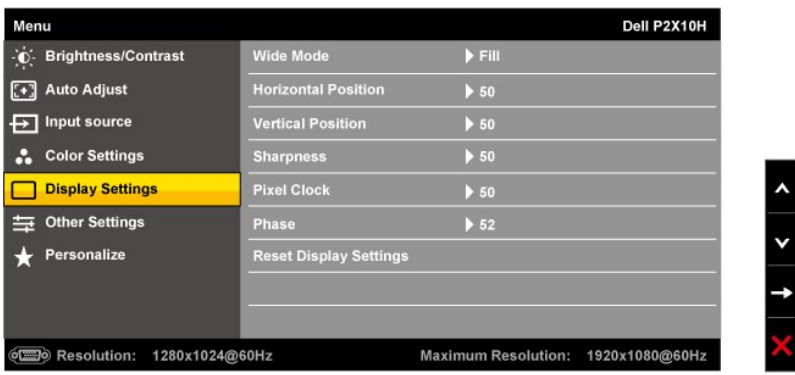 Menu Dell P2X10H
Brightness/Contrast Wide Mode Fill
Auto Adjust Horizontal Position 50
Input source Vertical Position 50
Color Settings Sharpness 50
Display Settings Pixel Clock 50
Other Settings Phase 52
Personalize Reset Display Settings
Resolution: 1280x1024@60Hz Maximum Resolution: 1920x1080@60Hz